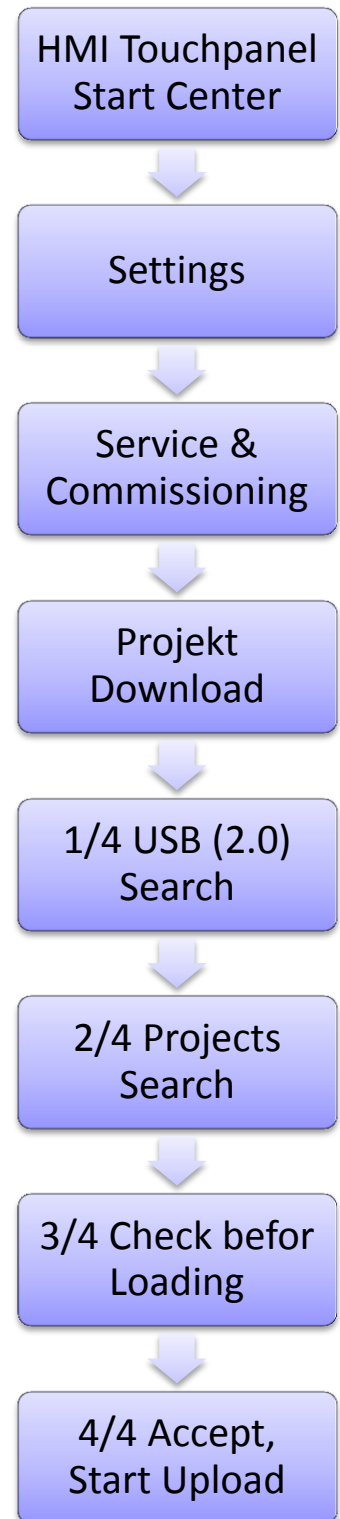 HMI Touchpanel
Start Center
Settings
Service &
Commissioning
Projekt
Download
1/4 USB (2.0)
Search
2/4 Projects
Search
3/4 Check befor
Loading
4/4 Accept,
Start Upload